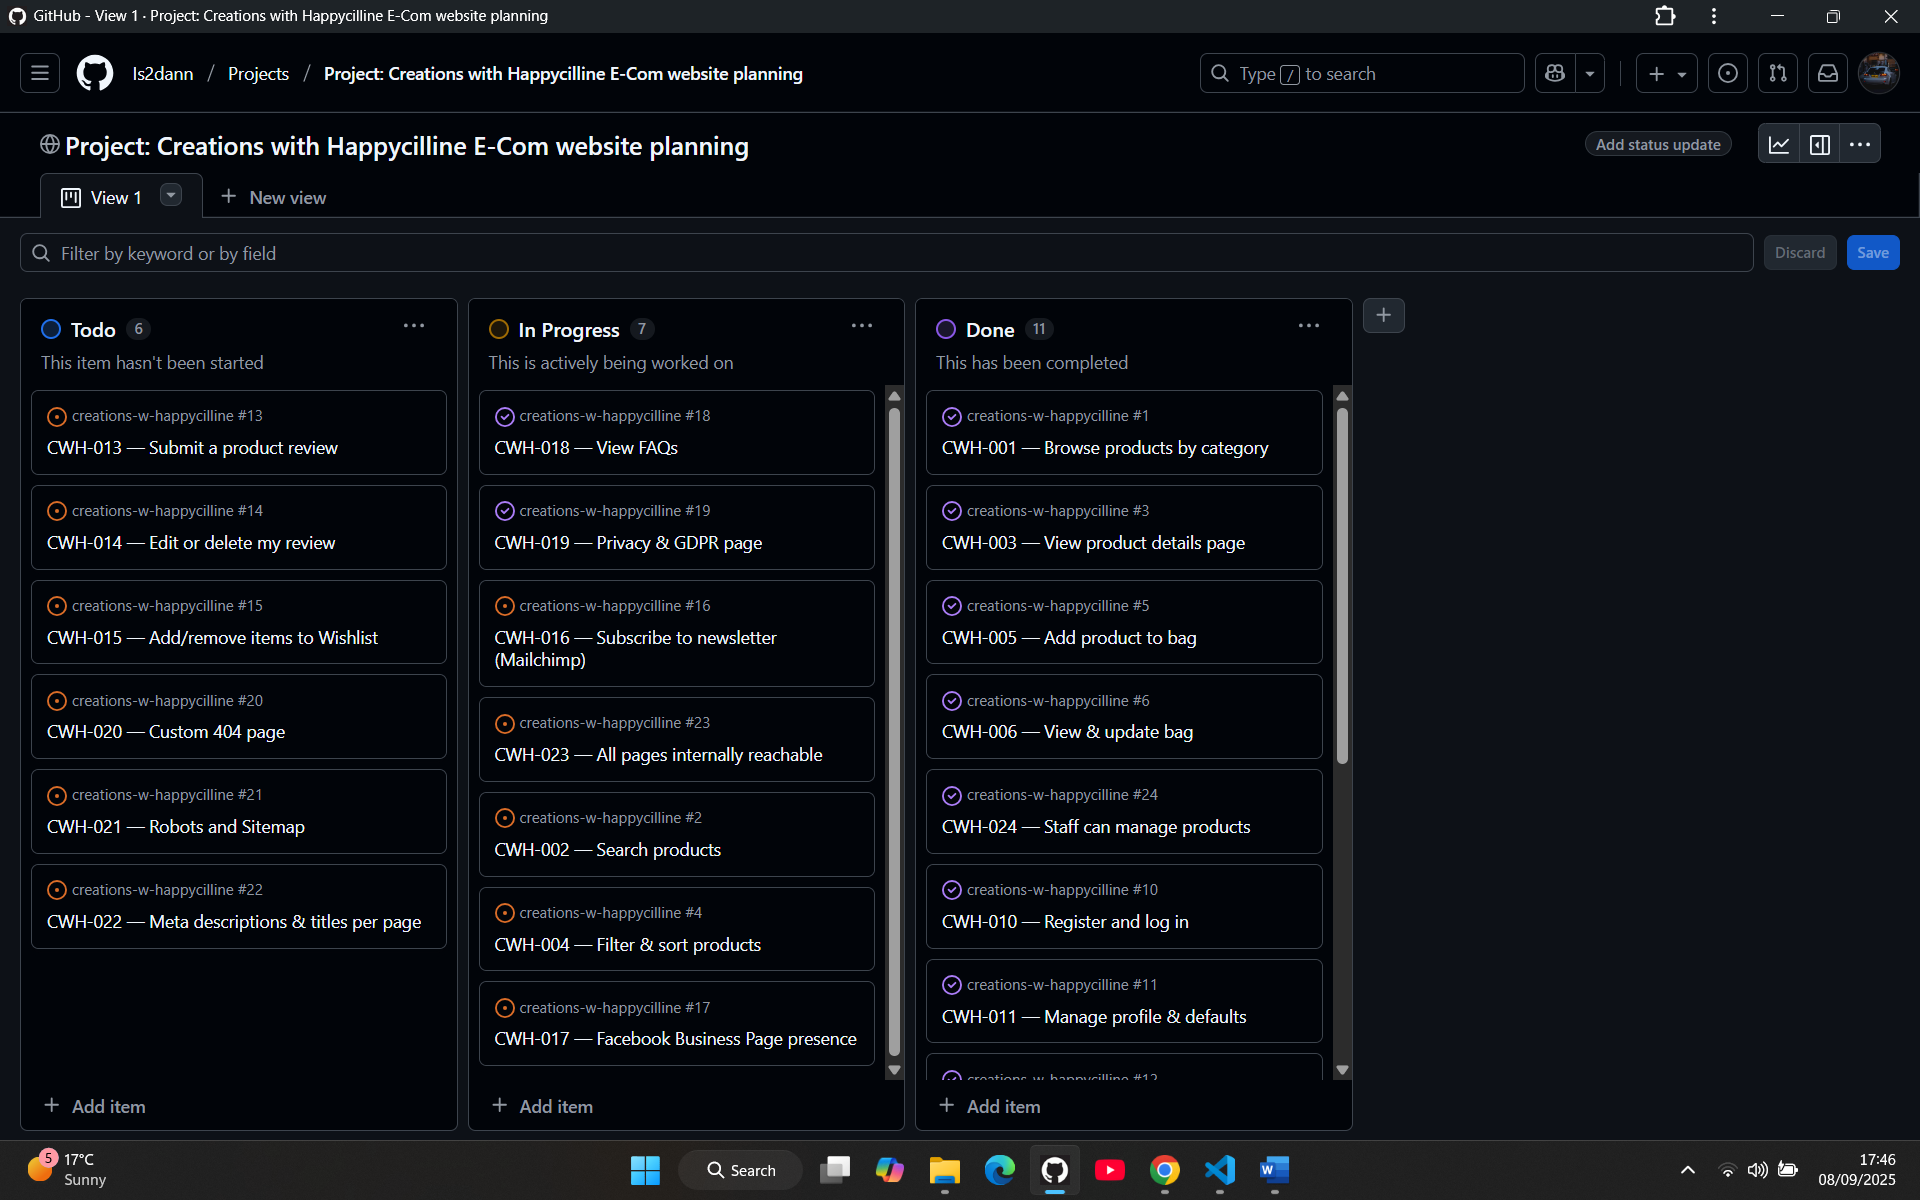 GitHub - View 1 · Project: Creations with Happycilline E-Com website planning
ls2dann / Projects / Project: Creations with Happycilline E-Com website planning
Type / to search
Project: Creations with Happycilline E-Com website planning
Add status update
View 1
New view
Filter by keyword or by field
Discard
Save
Todo 6
This item hasn't been started
creations-w-happycilline #13
CWH-013 — Submit a product review
creations-w-happycilline #14
CWH-014 — Edit or delete my review
creations-w-happycilline #15
CWH-015 — Add/remove items to Wishlist
creations-w-happycilline #20
CWH-020 — Custom 404 page
creations-w-happycilline #21
CWH-021 — Robots and Sitemap
creations-w-happycilline #22
CWH-022 — Meta descriptions & titles per page
Add item
In Progress 7
This is actively being worked on
creations-w-happycilline #18
CWH-018 — View FAQs
creations-w-happycilline #19
CWH-019 — Privacy & GDPR page
creations-w-happycilline #16
CWH-016 — Subscribe to newsletter
(Mailchimp)
creations-w-happycilline #23
CWH-023 — All pages internally reachable
creations-w-happycilline #2
CWH-002 — Search products
creations-w-happycilline #4
CWH-004 — Filter & sort products
creations-w-happycilline #17
CWH-017 — Facebook Business Page presence
Add item
Done 11
This has been completed
creations-w-happycilline #1
CWH-001 — Browse products by category
creations-w-happycilline #3
CWH-003 — View product details page
creations-w-happycilline #5
CWH-005 — Add product to bag
creations-w-happycilline #6
CWH-006 — View & update bag
creations-w-happycilline #24
CWH-024 — Staff can manage products
creations-w-happycilline #10
CWH-010 — Register and log in
creations-w-happycilline #11
CWH-011 — Manage profile & defaults
creations-w-happycilline #12
Add item
5
17°C
Sunny
Search
17:46
08/09/2025